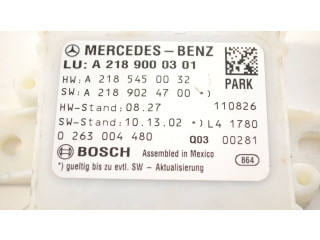 MERCEDES-BENZ
LU: A 218 900 03 01
HW: A 218 545 00 32 PARK
SW: A 218 902 47 00 *)
HW-Stand: 08.27 110826
SW-Stand: 10.13.02 *) L4 1780
0 263 004 480 Q03 00281
BOSCH Assembled in Mexico
*) gueltig bis zu evtl. SW - Aktualisierung 864